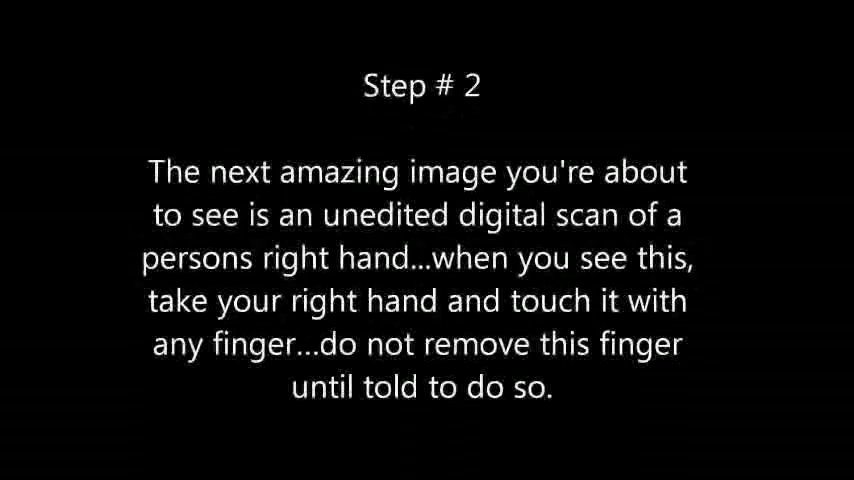 Step # 2
The next amazing image you're about
to see is an unedited digital scan of a
persons right hand...when you see this,
take your right hand and touch it with
any finger...do not remove this finger
until told to do so.